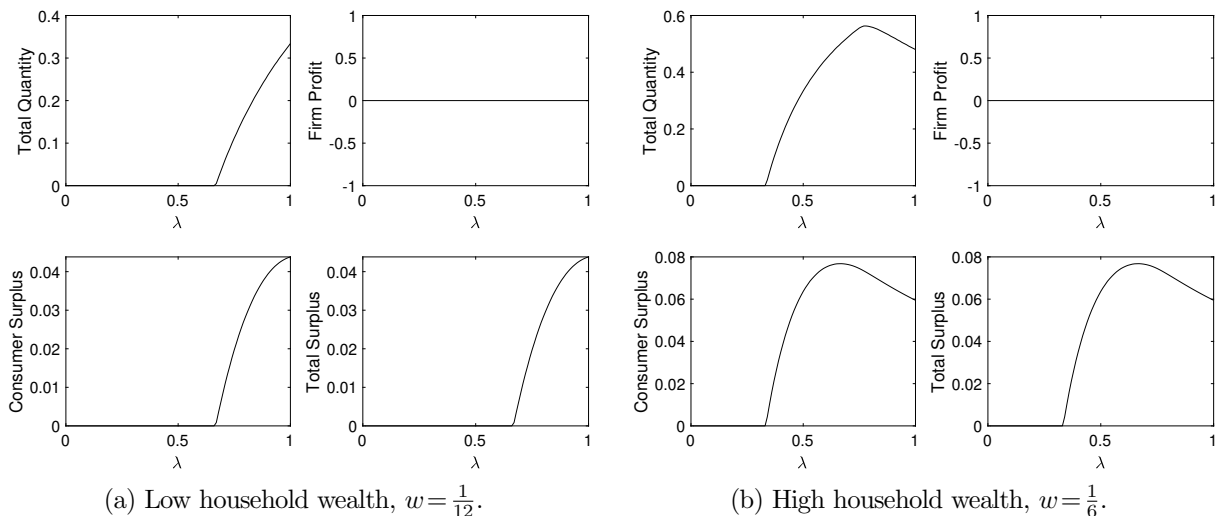 0.4
0.3
0.2
0.1
0
Total Quantity
0 0.5 1
λ
1
0.5
0
-0.5
-1
Firm Profit
0 0.5 1
λ
0.6
0.4
0.2
0
Total Quantity
0 0.5 1
λ
1
0.5
0
-0.5
-1
Firm Profit
0 0.5 1
λ
0.04
0.03
0.02
0.01
0
Consumer Surplus
0 0.5 1
λ
0.04
0.03
0.02
0.01
0
Total Surplus
0 0.5 1
λ
0.08
0.06
0.04
0.02
0
Consumer Surplus
0 0.5 1
λ
0.08
0.06
0.04
0.02
0
Total Surplus
0 0.5 1
λ
(a) Low household wealth, w = 1/12.
(b) High household wealth, w = 1/6.